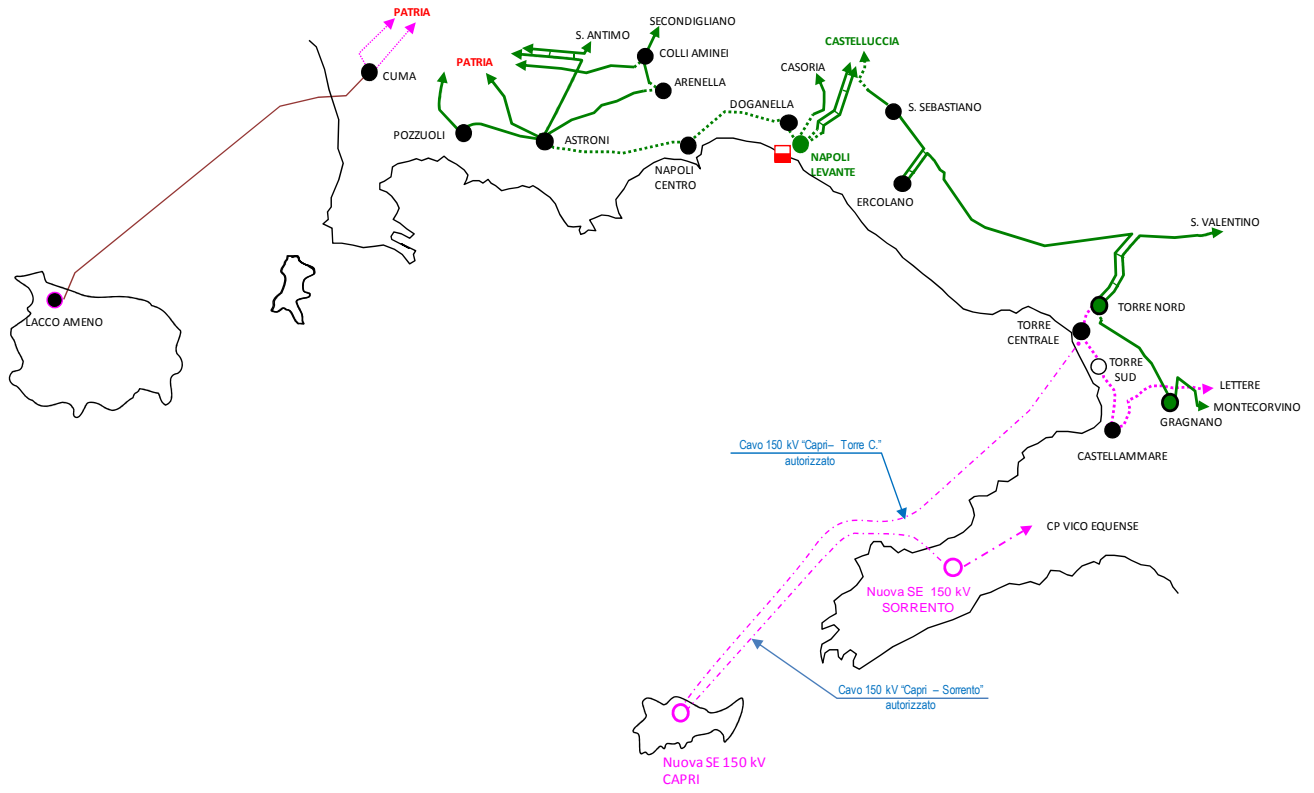 PATRIA
SECONDIGLIANO
S. ANTIMO
COLLI AMINEI
CASTELLUCCIA
PATRIA
CASORIA
CUMA
ARENELLA
DOGANELLA
S. SEBASTIANO
POZZUOLI
ASTRONI
NAPOLI
CENTRO
NAPOLI
LEVANTE
ERCOLANO
S. VALENTINO
LACCO AMENO
TORRE NORD
TORRE
CENTRALE
TORRE
SUD
LETTERE
MONTECORVINO
GRAGNANO
CASTELLAMMARE
Cavo 150 kV “Capri– Torre C.”
autorizzato
CP VICO EQUENSE
Nuova SE 150 kV
SORRENTO
Cavo 150 kV “Capri – Sorrento”
autorizzato
Nuova SE 150 kV
CAPRI